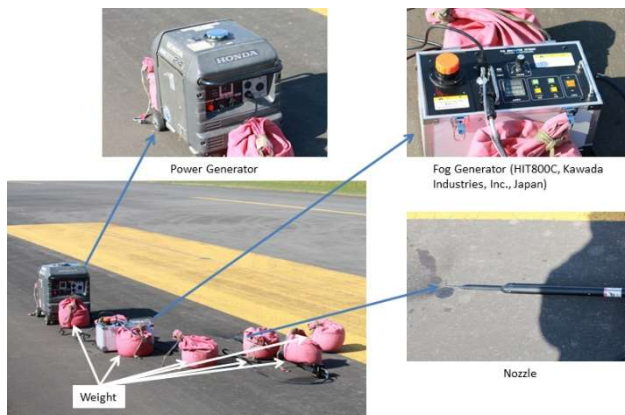 HONDA
Power Generator
Fog Generator (HIT800C, Kawada
Industries, Inc., Japan)
Weight
Nozzle